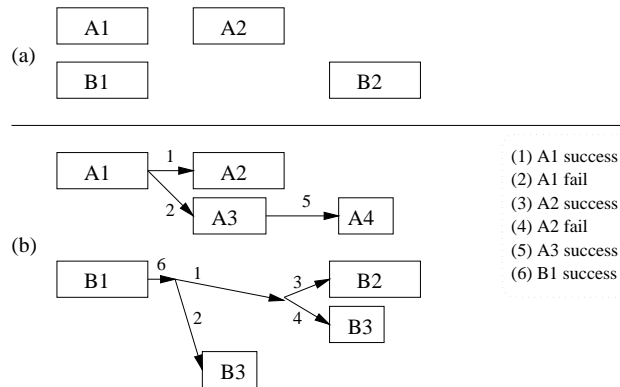 A1 A2
(a)
B1 B2
A1 1 A2
2 A3 5 A4
(b)
B1 6 1 3 B2
4 B3
2
B3
(1) A1 success
(2) A1 fail
(3) A2 success
(4) A2 fail
(5) A3 success
(6) B1 success